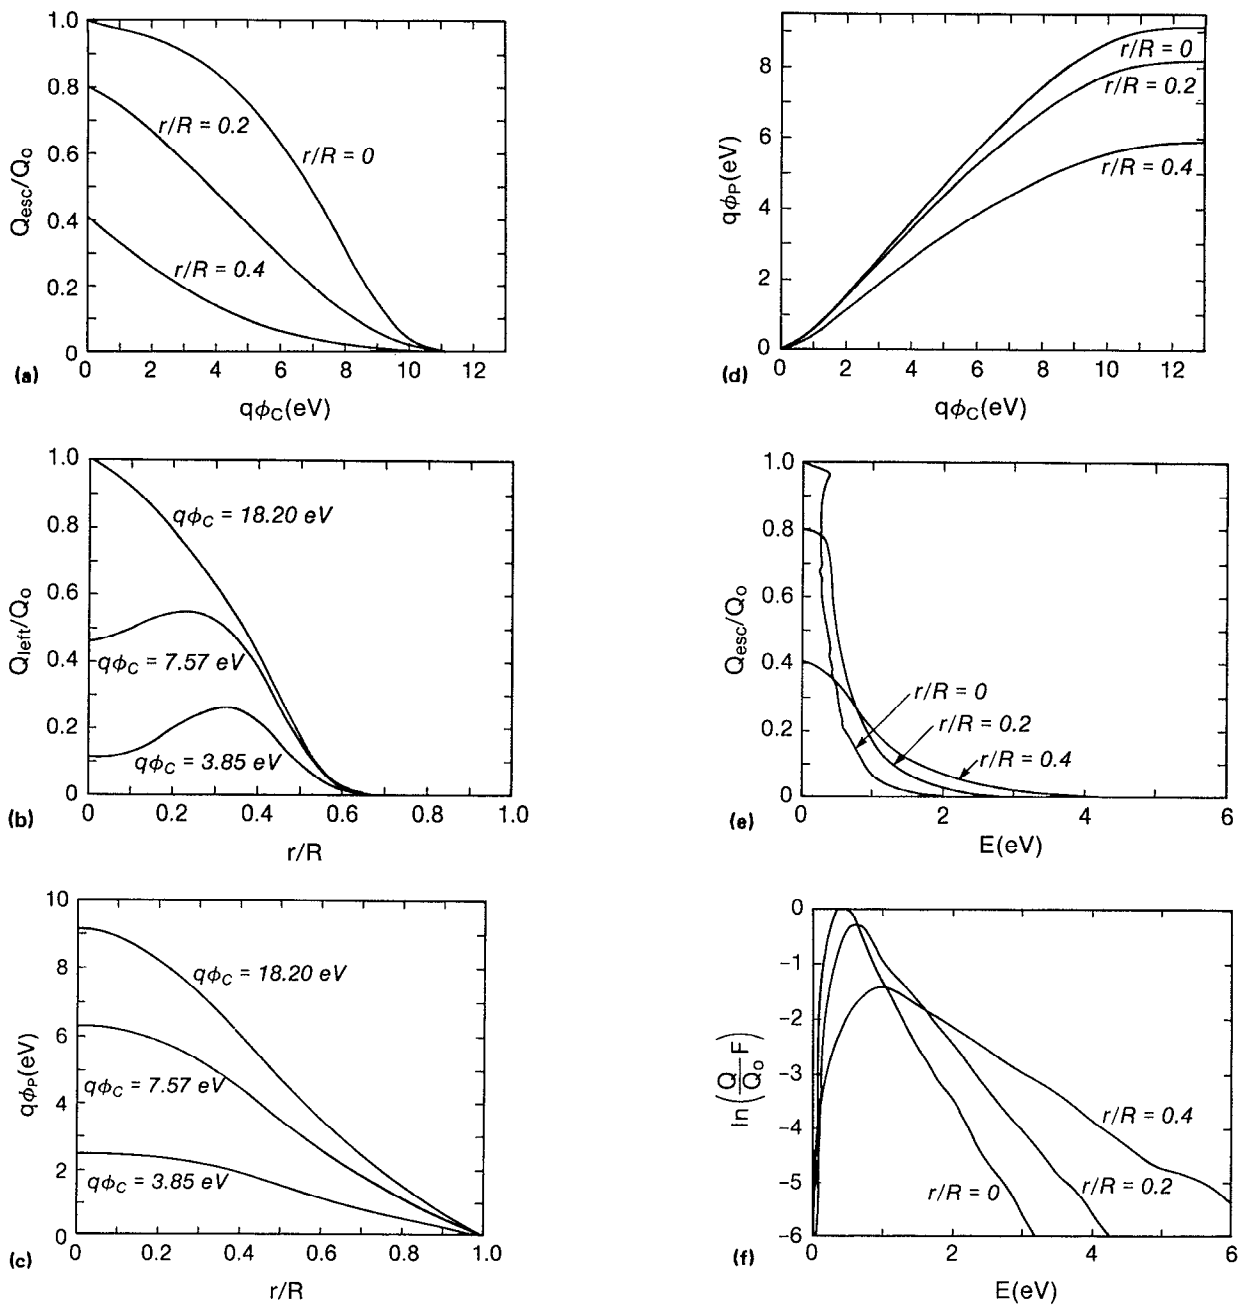 1.0
0.8
0.6
0.4
0.2
0
Qesc/Qo
r/R = 0.2
r/R = 0
r/R = 0.4
0 2 4 6 8 10 12
(a)
qϕC(eV)
8
6
4
2
0
qϕP(eV)
r/R = 0
r/R = 0.2
r/R = 0.4
0 2 4 6 8 10 12
(d)
qϕC(eV)
1.0
0.8
0.6
0.4
0.2
0
Qleft/Qo
qϕC = 18.20 eV
qϕC = 7.57 eV
qϕC = 3.85 eV
0 0.2 0.4 0.6 0.8 1.0
(b)
r/R
1.0
0.8
0.6
0.4
0.2
0
Qesc/Qo
r/R = 0
r/R = 0.2
r/R = 0.4
0 2 4 6
(e)
E(eV)
10
8
6
4
2
0
qϕP(eV)
qϕC = 18.20 eV
qϕC = 7.57 eV
qϕC = 3.85 eV
0 0.2 0.4 0.6 0.8 1.0
(c)
r/R
0
−1
−2
−3
−4
−5
−6
ln(Q/Qo F)
r/R = 0.4
r/R = 0.2
r/R = 0
0 2 4 6
(f)
E(eV)